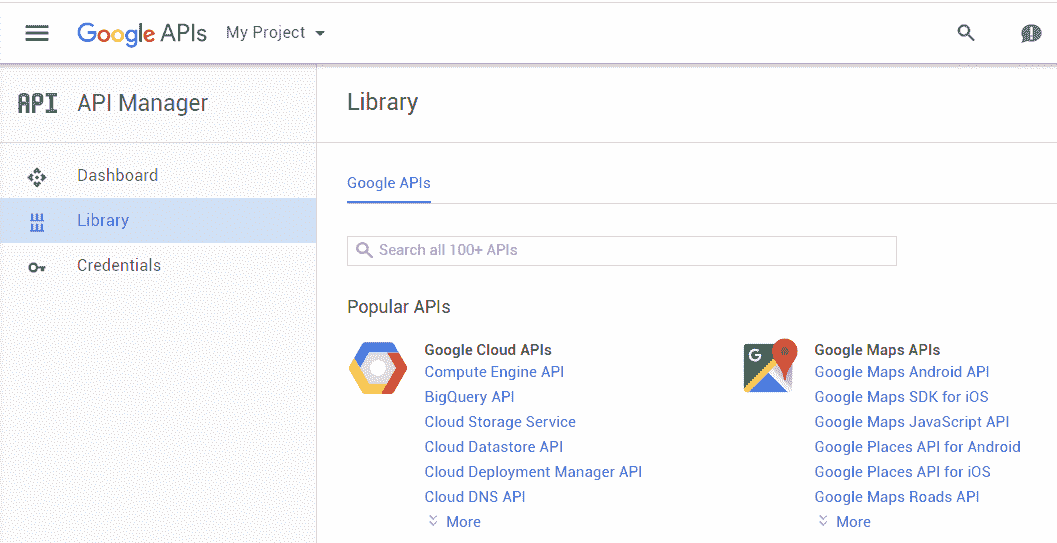 Google APIs My Project
API API Manager
Library
Dashboard
Library
Credentials
Google APIs
Search all 100+ APIs
Popular APIs
Google Cloud APIs
Compute Engine API
BigQuery API
Cloud Storage Service
Cloud Datastore API
Cloud Deployment Manager API
Cloud DNS API
More
G
Google Maps APIs
Google Maps Android API
Google Maps SDK for iOS
Google Maps JavaScript API
Google Places API for Android
Google Places API for iOS
Google Maps Roads API
More